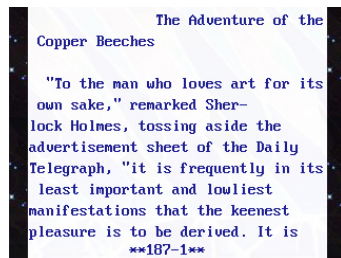 The Adventure of the
Copper Beeches
"To the man who loves art for its
own sake," remarked Sher-
lock Holmes, tossing aside the
advertisement sheet of the Daily
Telegraph, "it is frequently in its
least important and lowliest
manifestations that the keenest
pleasure is to be derived. It is
**187-1**